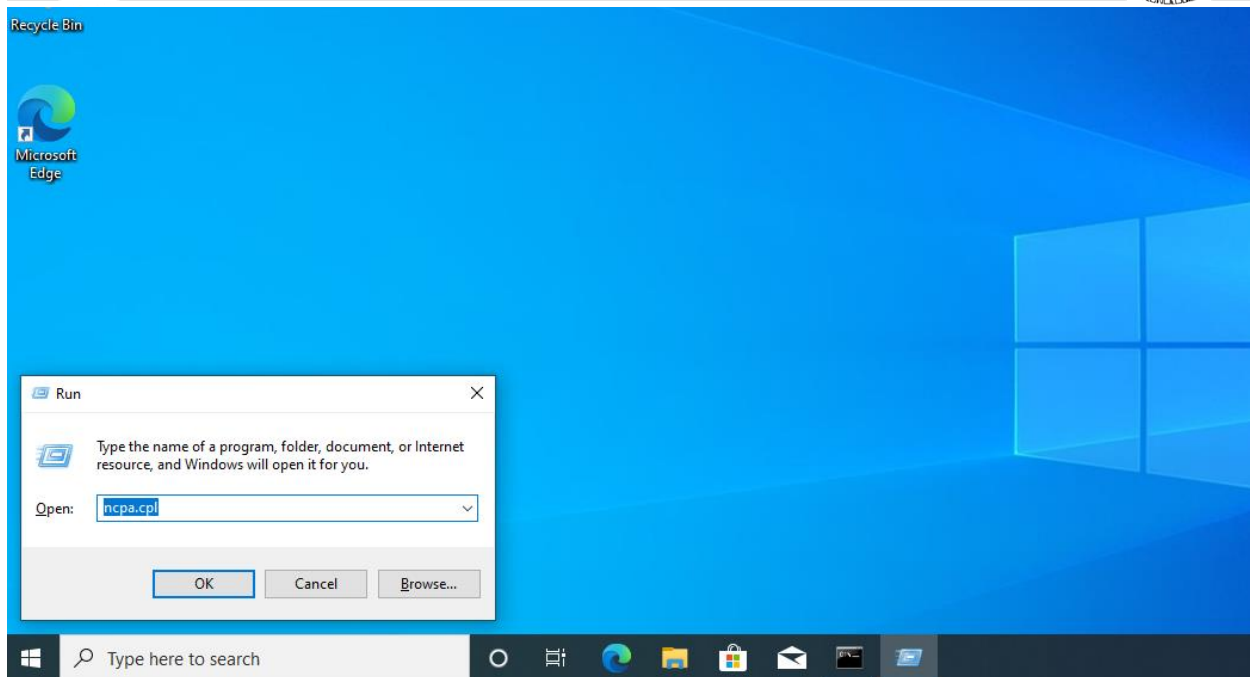 Recycle Bin
Microsoft
Edge
Run
Type the name of a program, folder, document, or Internet
resource, and Windows will open it for you.
Open:
ncpa.cpl
OK
Cancel
Browse...
Type here to search